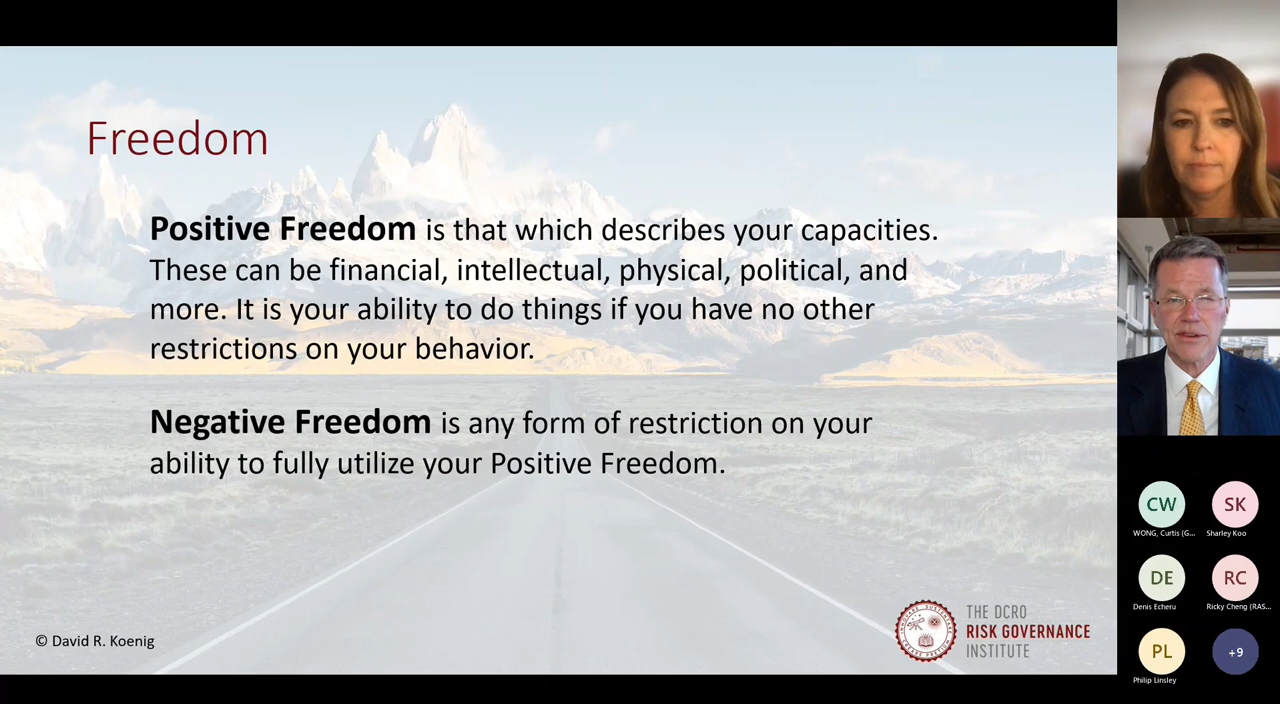 Freedom
Positive Freedom is that which describes your capacities.
These can be financial, intellectual, physical, political, and
more. It is your ability to do things if you have no other
restrictions on your behavior.
Negative Freedom is any form of restriction on your
ability to fully utilize your Positive Freedom.
© David R. Koenig
THE DCRO
RISK GOVERNANCE
INSTITUTE
CW
SK
WONG, Curtis (G...
Sharley Koo
DE
RC
Denis Echeru
Ricky Cheng (RAS...
PL
+9
Philip Linsley